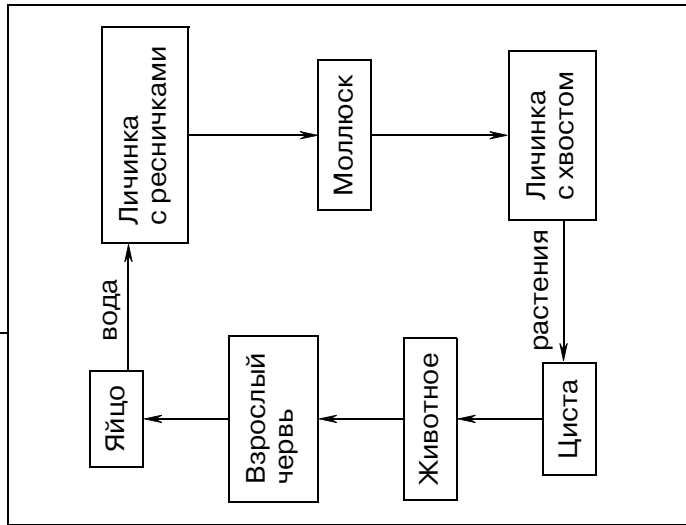 Яйцо
вода
Личинка
с ресничками
Моллюск
Личинка
с хвостом
растения
Циста
Животное
Взрослый
червь